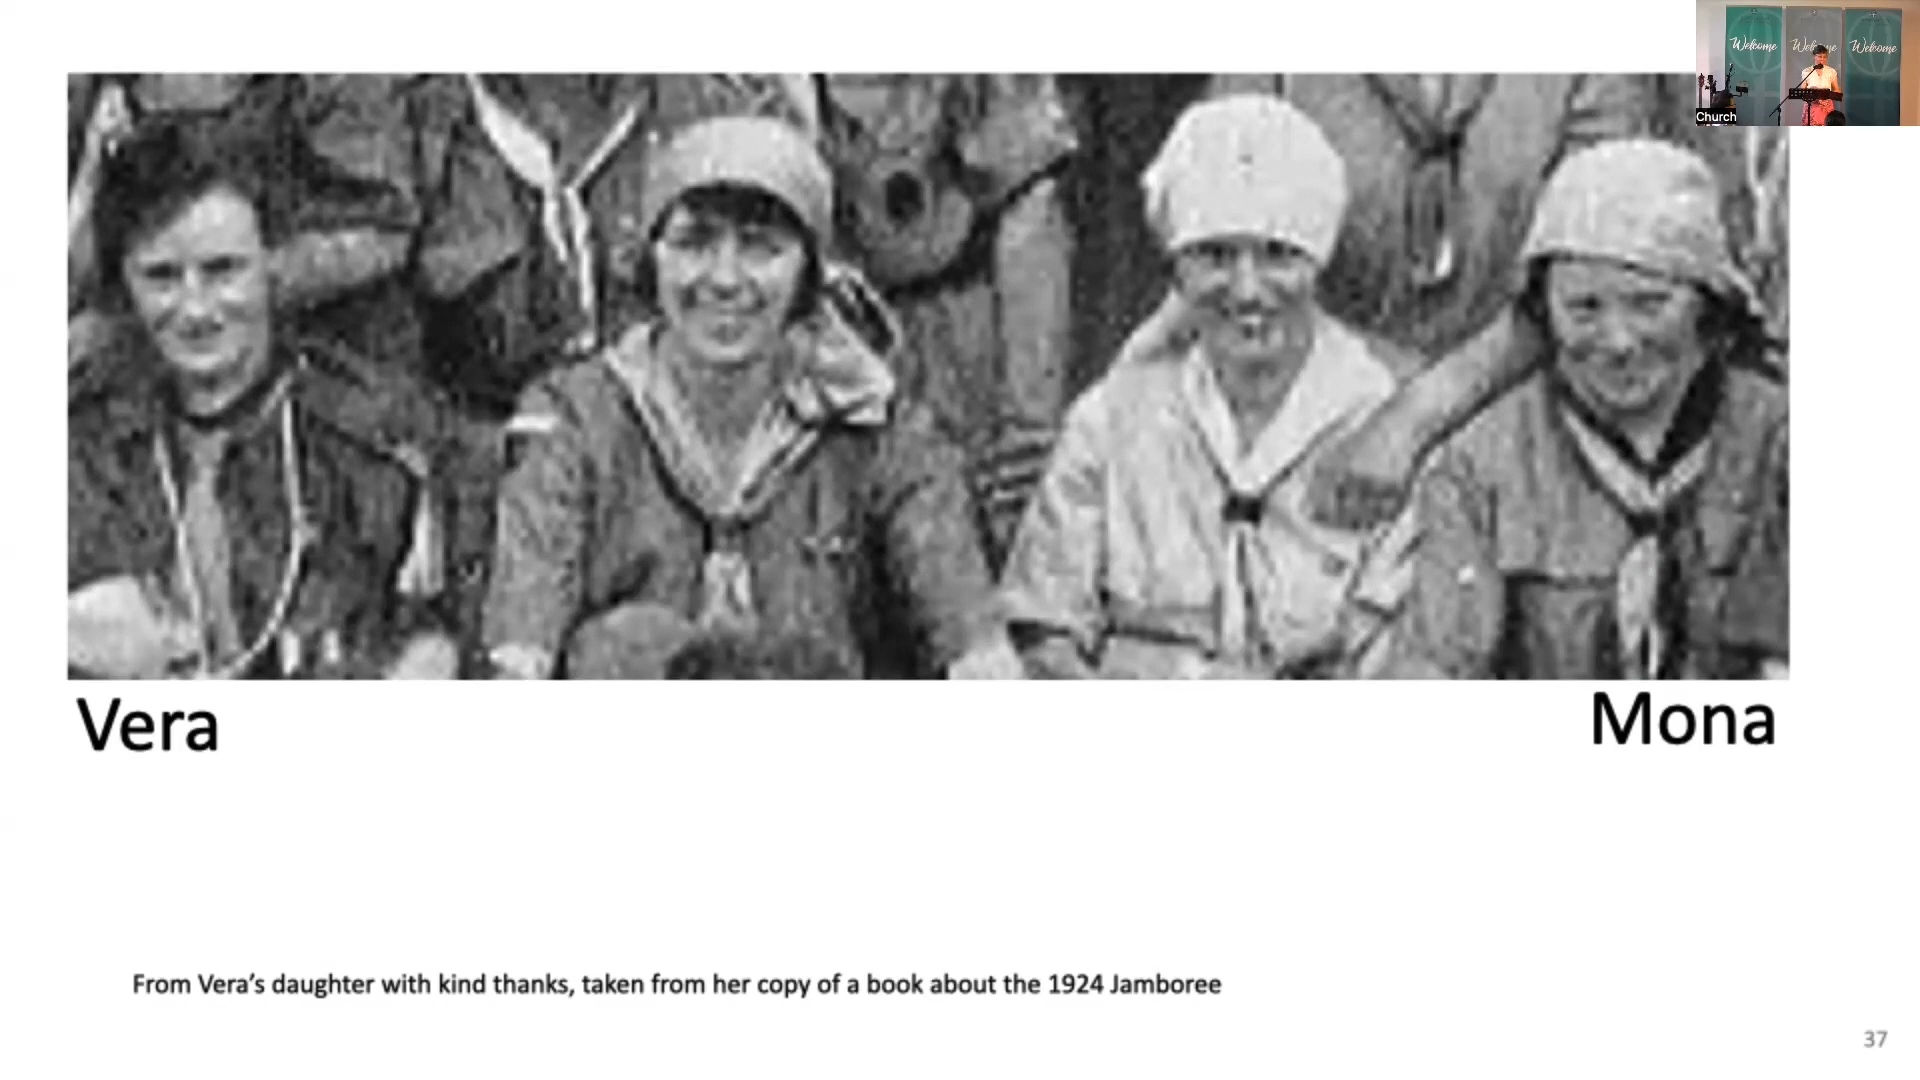 Welcome
Welcome
Welcome
Church
Vera
Mona
From Vera’s daughter with kind thanks, taken from her copy of a book about the 1924 Jamboree
37